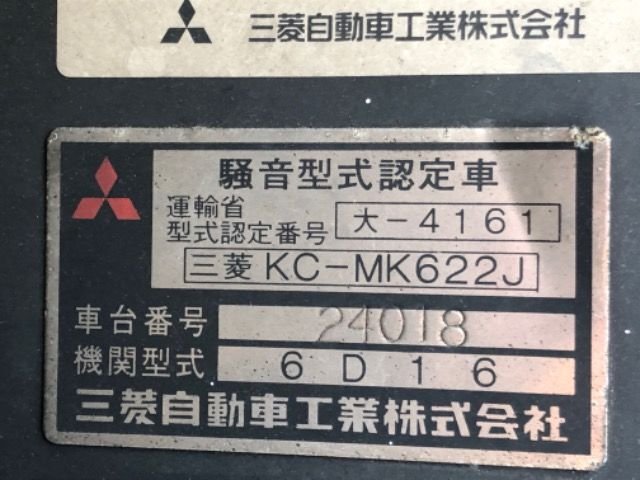 三菱自動車工業株式会社
騒音型式認定車
運輸省
型式認定番号 大-4161
三菱 KC-MK622J
車台番号 24018
機関型式 6D16
三菱自動車工業株式会社